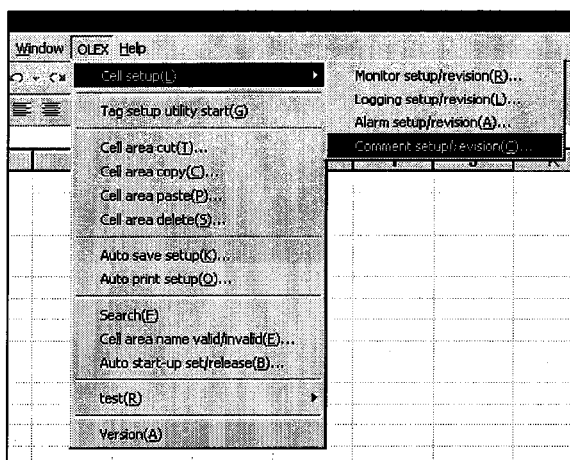 Window OLEX Help
Cell setup(L)
Monitor setup/revision(R)...
Logging setup/revision(L)...
Alarm setup/revision(A)...
Comment setup/revision(C)...
Tag setup utility start(G)
Cell area cut(T)...
Cell area copy(C)...
Cell area paste(P)...
Cell area delete(S)...
Auto save setup(K)...
Auto print setup(O)...
Search(F)
Cell area name valid/invalid(E)...
Auto start-up set/release(B)...
test(R)
Version(A)